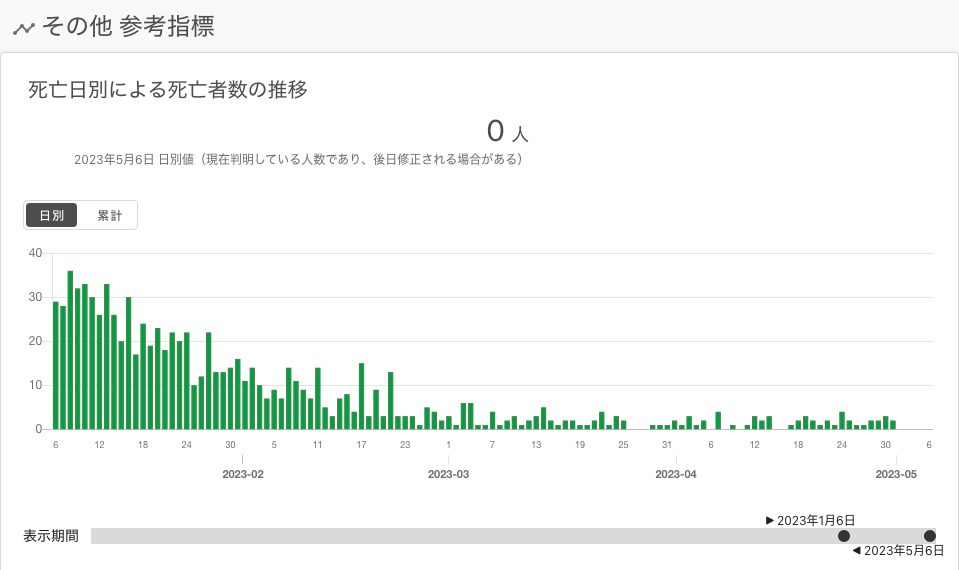 その他 参考指標
死亡日別による死亡者数の推移
0 人
2023年5月6日 日別値（現在判明している人数であり、後日修正される場合がある）
日別 累計
40
30
20
10
0
6 12 18 24 30 5 11 17 23 1 7 13 19 25 31 6 12 18 24 30 6
2023-02 2023-03 2023-04 2023-05
▶ 2023年1月6日
表示期間
◀ 2023年5月6日